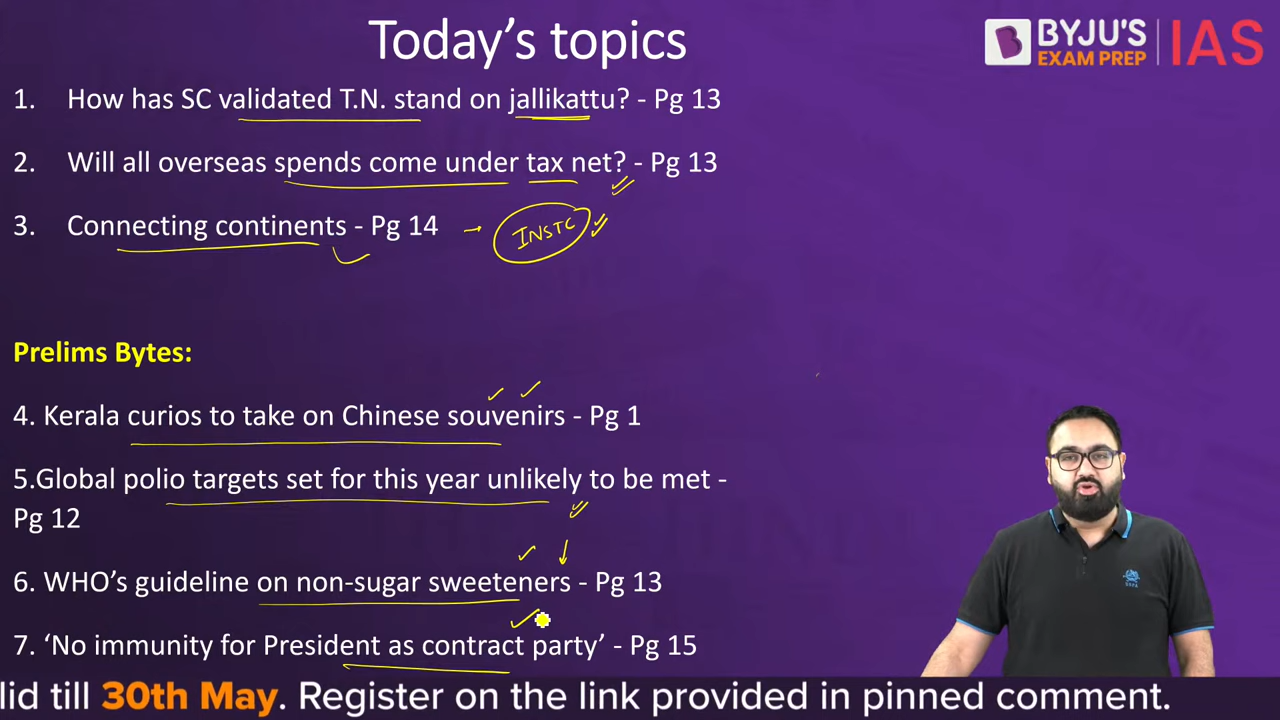 Today's topics
BYJU'S
EXAM PREP
IAS
1. How has SC validated T.N. stand on jallikattu? - Pg 13
2. Will all overseas spends come under tax net? - Pg 13
3. Connecting continents - Pg 14
INSTC
Prelims Bytes:
4. Kerala curios to take on Chinese souvenirs - Pg 1
5.Global polio targets set for this year unlikely to be met -
Pg 12
6. WHO's guideline on non-sugar sweeteners - Pg 13
7. 'No immunity for President as contract party' - Pg 15
lid till 30th May. Register on the link provided in pinned comment.